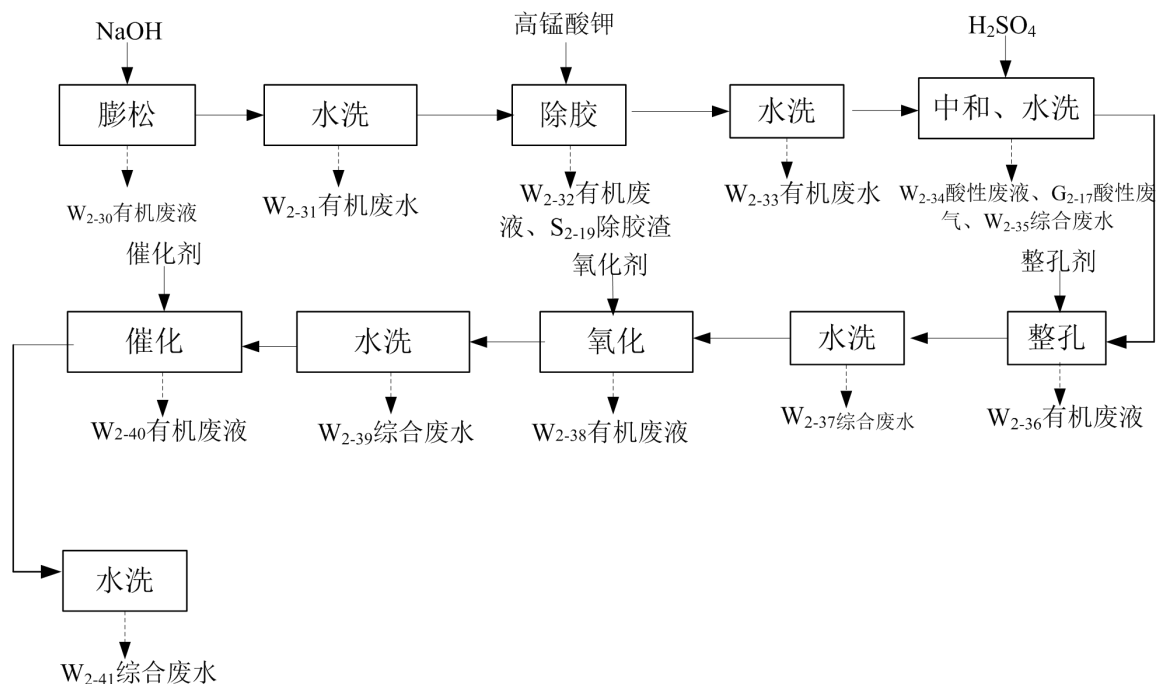 NaOH
高锰酸钾
H₂SO₄
膨松
水洗
除胶
水洗
中和、水洗
W₂₋₃₀有机废液
W₂₋₃₁有机废水
W₂₋₃₂有机废
液、S₂₋₁₉除胶渣
W₂₋₃₃有机废水
W₂₋₃₄酸性废液、G₂₋₁₇酸性废
气、W₂₋₃₅综合废水
催化剂
氧化剂
整孔剂
催化
水洗
氧化
水洗
整孔
W₂₋₄₀有机废液
W₂₋₃₉综合废水
W₂₋₃₈有机废液
W₂₋₃₇综合废水
W₂₋₃₆有机废液
水洗
W₂₋₄₁综合废水